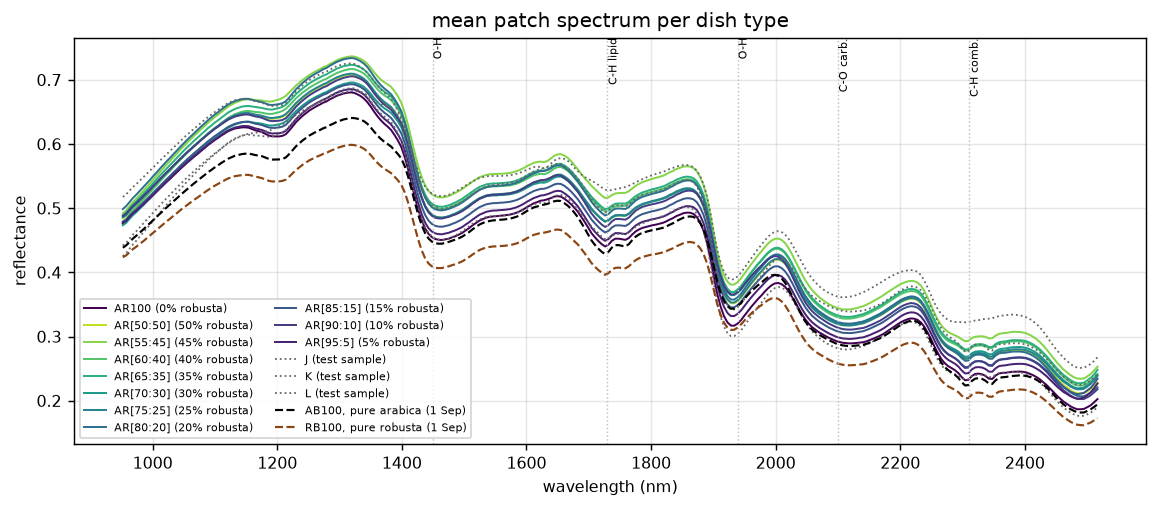 mean patch spectrum per dish type
O-H
C-H lipid
O-H
C-O carb.
C-H comb.
reflectance
0.7
0.6
0.5
0.4
0.3
0.2
AR100 (0% robusta)
AR[50:50] (50% robusta)
AR[55:45] (45% robusta)
AR[60:40] (40% robusta)
AR[65:35] (35% robusta)
AR[70:30] (30% robusta)
AR[75:25] (25% robusta)
AR[80:20] (20% robusta)
AR[85:15] (15% robusta)
AR[90:10] (10% robusta)
AR[95:5] (5% robusta)
J (test sample)
K (test sample)
L (test sample)
AB100, pure arabica (1 Sep)
RB100, pure robusta (1 Sep)
1000 1200 1400 1600 1800 2000 2200 2400
wavelength (nm)